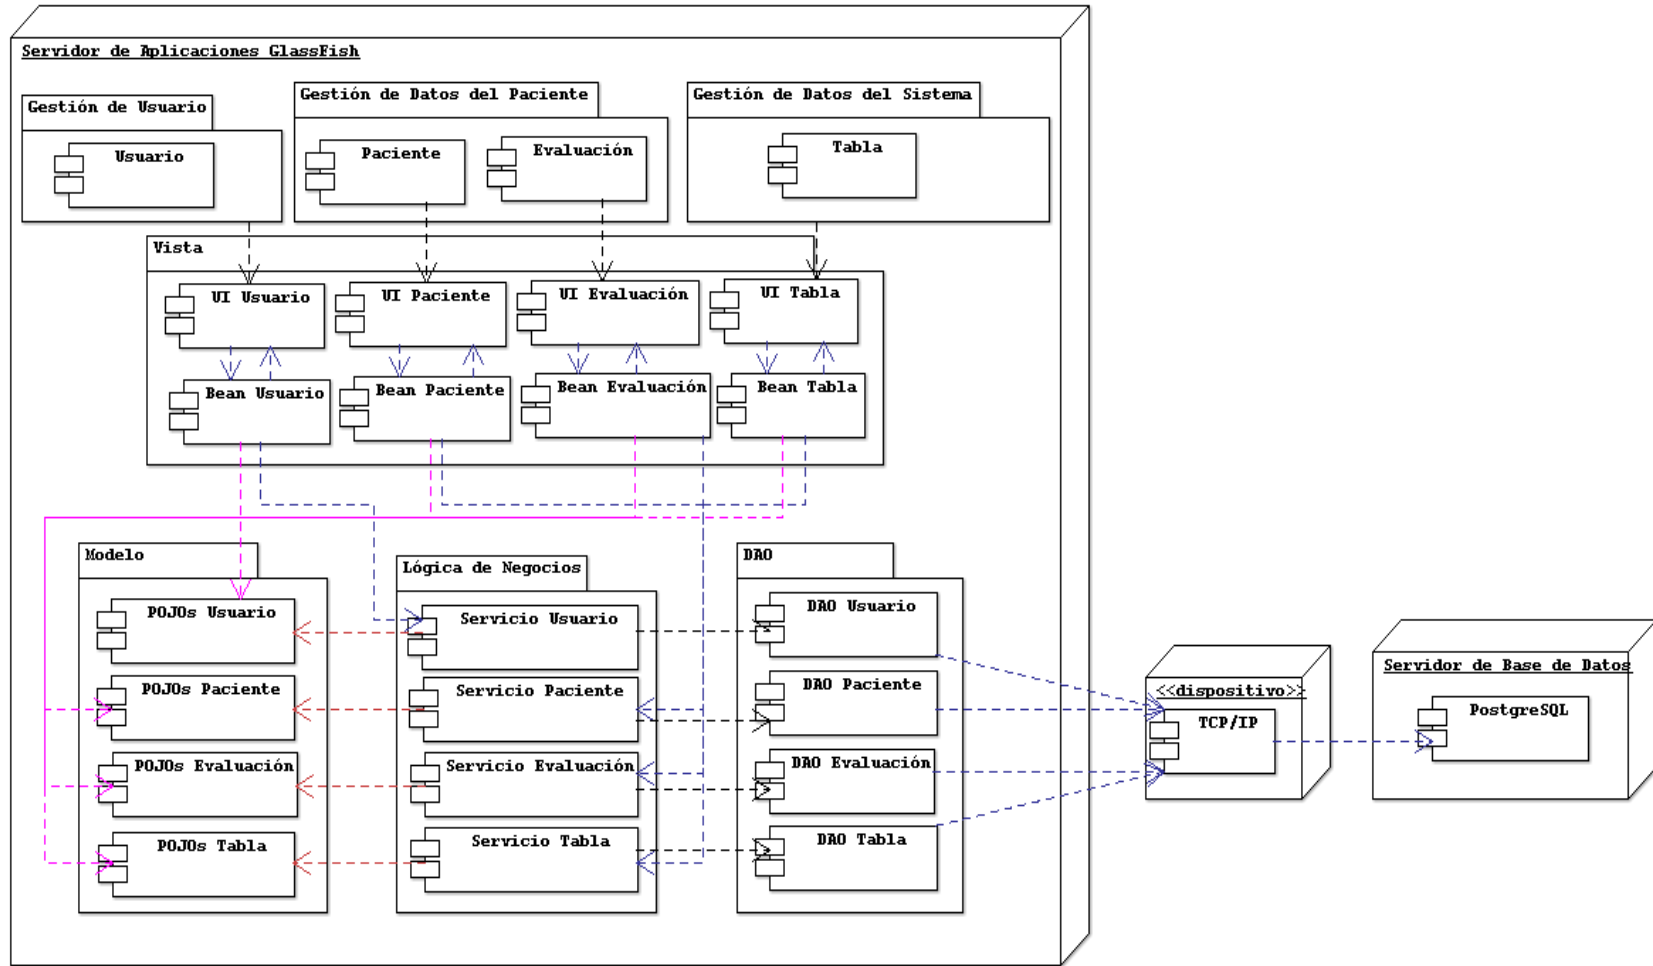 Servidor de Aplicaciones GlassFish
Gestión de Usuario
Usuario
Gestión de Datos del Paciente
Paciente
Evaluación
Gestión de Datos del Sistema
Tabla
Vista
UI Usuario
UI Paciente
UI Evaluación
UI Tabla
Bean Usuario
Bean Paciente
Bean Evaluación
Bean Tabla
Modelo
POJOs Usuario
POJOs Paciente
POJOs Evaluación
POJOs Tabla
Lógica de Negocios
Servicio Usuario
Servicio Paciente
Servicio Evaluación
Servicio Tabla
DAO
DAO Usuario
DAO Paciente
DAO Evaluación
DAO Tabla
<<dispositivo>>
TCP/IP
Servidor de Base de Datos
PostgreSQL